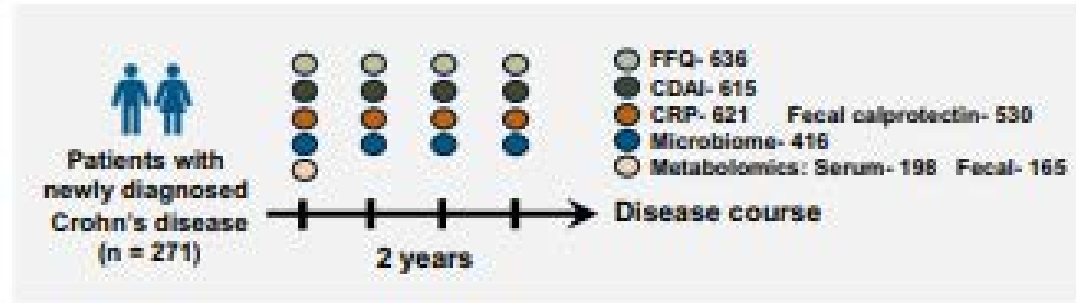 FFQ- 636
CDAI- 615
CRP- 621 Fecal calprotectin- 530
Microbiome- 416
Metabolomics: Serum- 198 Fecal- 165
Patients with
newly diagnosed
Crohn's disease
(n = 271)
2 years
Disease course